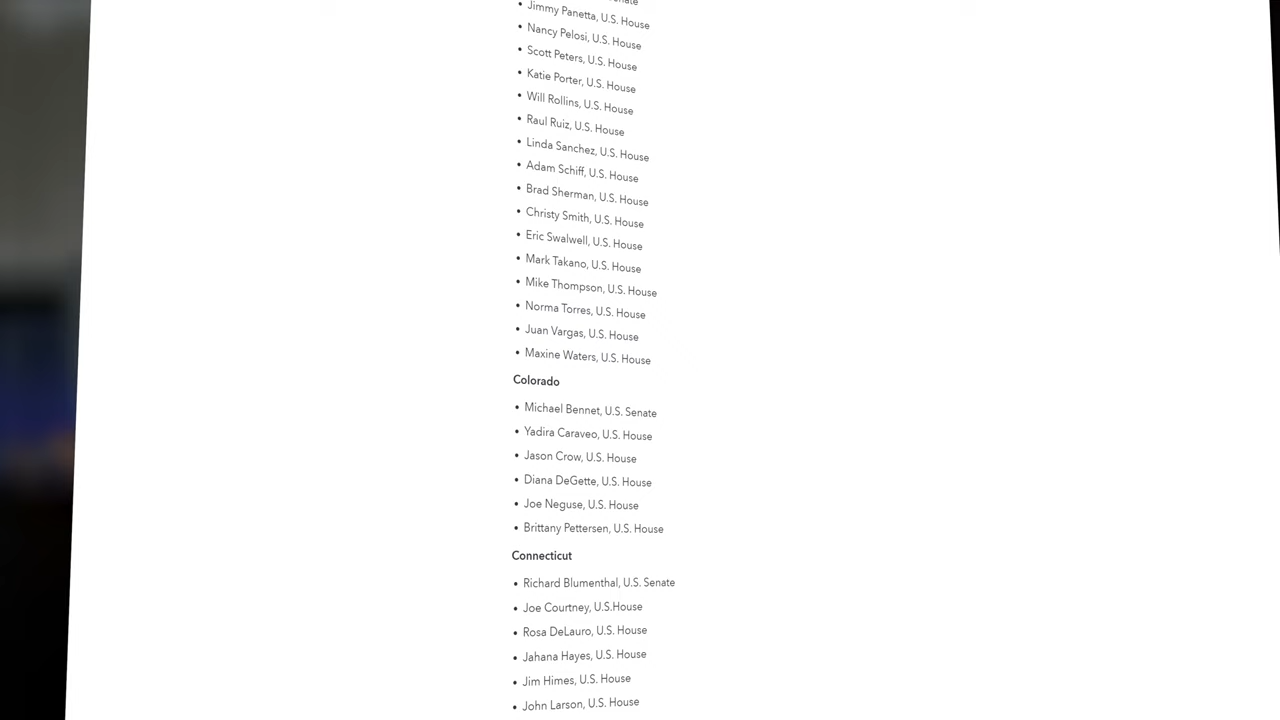 • Jimmy Panetta, U.S. House
• Nancy Pelosi, U.S. House
• Scott Peters, U.S. House
• Katie Porter, U.S. House
• Will Rollins, U.S. House
• Raul Ruiz, U.S. House
• Linda Sanchez, U.S. House
• Adam Schiff, U.S. House
• Brad Sherman, U.S. House
• Christy Smith, U.S. House
• Eric Swalwell, U.S. House
• Mark Takano, U.S. House
• Mike Thompson, U.S. House
• Norma Torres, U.S. House
• Juan Vargas, U.S. House
• Maxine Waters, U.S. House
Colorado
• Michael Bennet, U.S. Senate
• Yadira Caraveo, U.S. House
• Jason Crow, U.S. House
• Diana DeGette, U.S. House
• Joe Neguse, U.S. House
• Brittany Pettersen, U.S. House
Connecticut
• Richard Blumenthal, U.S. Senate
• Joe Courtney, U.S.House
• Rosa DeLauro, U.S. House
• Jahana Hayes, U.S. House
• Jim Himes, U.S. House
• John Larson, U.S. House